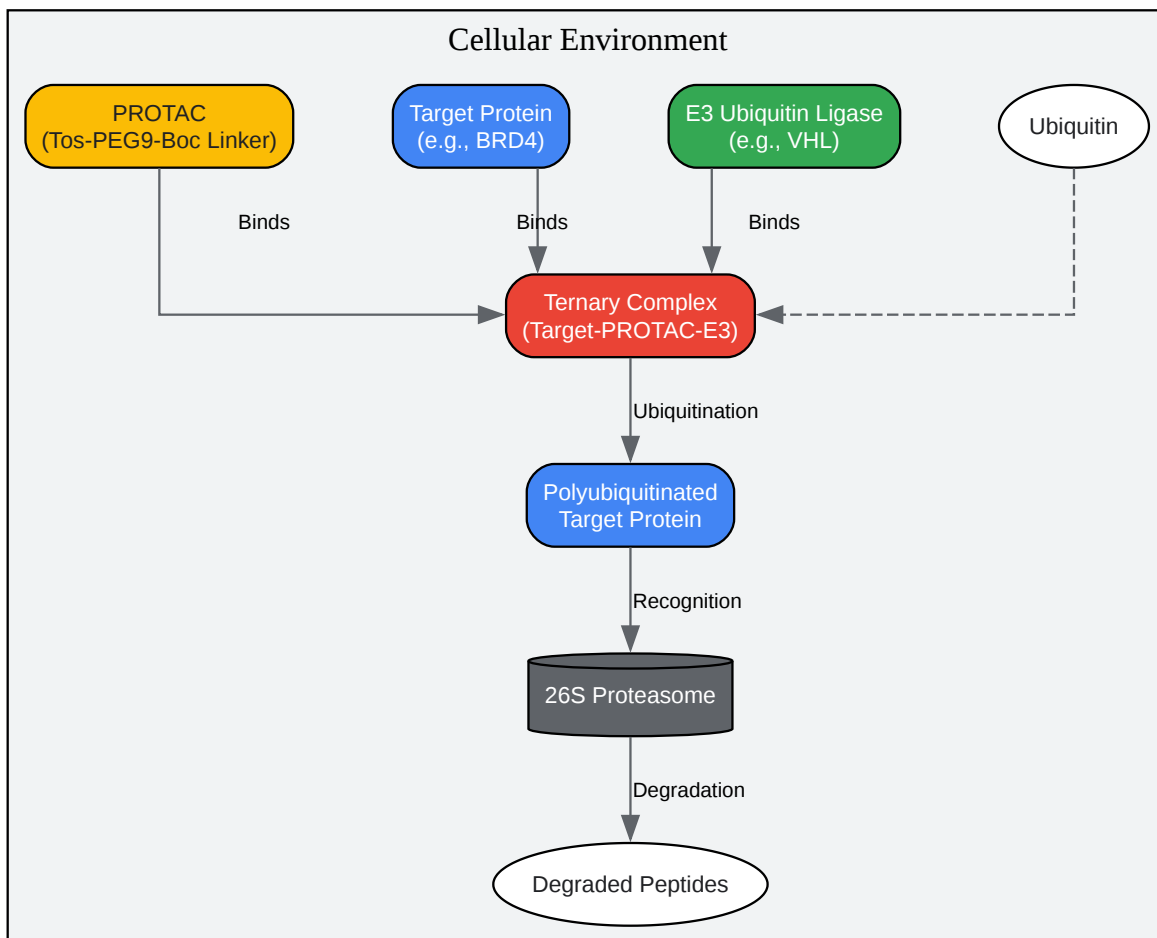 Cellular Environment
PROTAC
(Tos-PEG9-Boc Linker)
Target Protein
(e.g., BRD4)
E3 Ubiquitin Ligase
(e.g., VHL)
Ubiquitin
Binds
Binds
Binds
Ternary Complex
(Target-PROTAC-E3)
Ubiquitination
Polyubiquitinated
Target Protein
Recognition
26S Proteasome
Degradation
Degraded Peptides